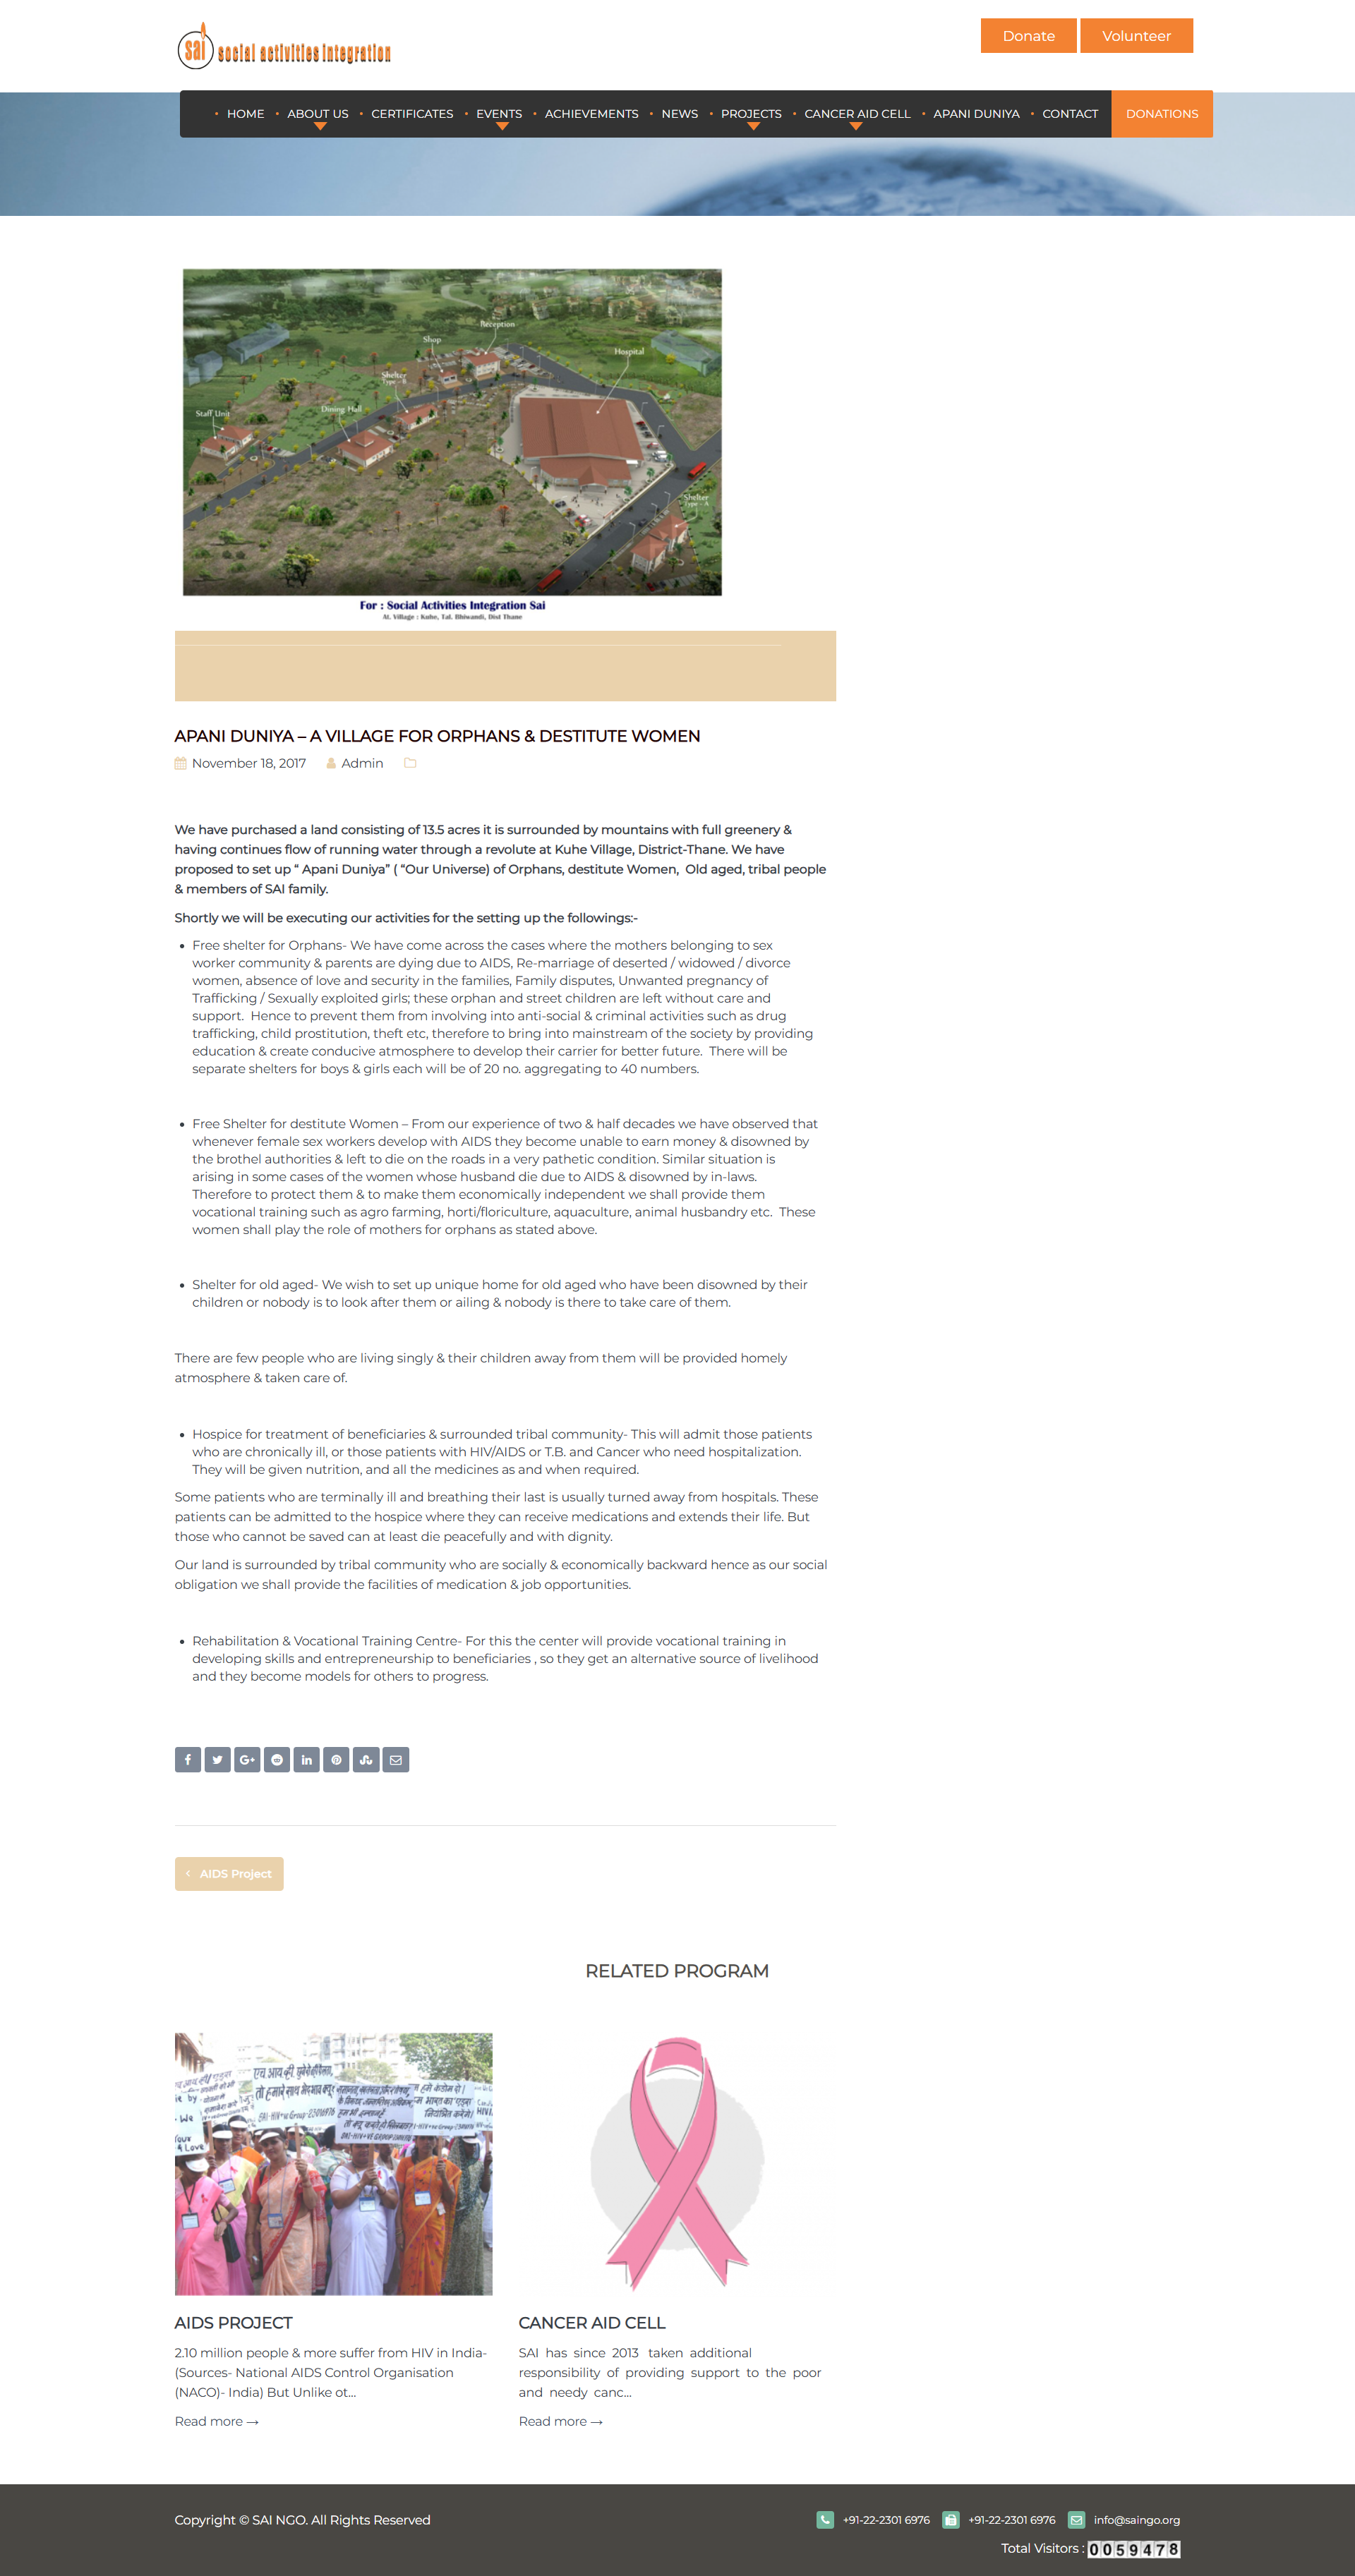 sai social activities integration
Donate
Volunteer
HOME
ABOUT US
CERTIFICATES
EVENTS
ACHIEVEMENTS
NEWS
PROJECTS
CANCER AID CELL
APANI DUNIYA
CONTACT
DONATIONS
Reception
Shop
Hospital
Shelter
Type - B
Staff Unit
Dining Hall
Shelter
Type - A
For : Social Activities Integration Sai
At. Village : Kuhe, Tal. Bhiwandi, Dist Thane
APANI DUNIYA – A VILLAGE FOR ORPHANS & DESTITUTE WOMEN
November 18, 2017 Admin
We have purchased a land consisting of 13.5 acres it is surrounded by mountains with full greenery &
having continues flow of running water through a revolute at Kuhe Village, District-Thane. We have
proposed to set up “ Apani Duniya” ( “Our Universe) of Orphans, destitute Women,  Old aged, tribal people
& members of SAI family.
Shortly we will be executing our activities for the setting up the followings:-
• Free shelter for Orphans- We have come across the cases where the mothers belonging to sex
worker community & parents are dying due to AIDS, Re-marriage of deserted / widowed / divorce
women, absence of love and security in the families, Family disputes, Unwanted pregnancy of
Trafficking / Sexually exploited girls; these orphan and street children are left without care and
support.  Hence to prevent them from involving into anti-social & criminal activities such as drug
trafficking, child prostitution, theft etc, therefore to bring into mainstream of the society by providing
education & create conducive atmosphere to develop their carrier for better future.  There will be
separate shelters for boys & girls each will be of 20 no. aggregating to 40 numbers.
• Free Shelter for destitute Women – From our experience of two & half decades we have observed that
whenever female sex workers develop with AIDS they become unable to earn money & disowned by
the brothel authorities & left to die on the roads in a very pathetic condition. Similar situation is
arising in some cases of the women whose husband die due to AIDS & disowned by in-laws.
Therefore to protect them & to make them economically independent we shall provide them
vocational training such as agro farming, horti/floriculture, aquaculture, animal husbandry etc.  These
women shall play the role of mothers for orphans as stated above.
• Shelter for old aged- We wish to set up unique home for old aged who have been disowned by their
children or nobody is to look after them or ailing & nobody is there to take care of them.
There are few people who are living singly & their children away from them will be provided homely
atmosphere & taken care of.
• Hospice for treatment of beneficiaries & surrounded tribal community- This will admit those patients
who are chronically ill, or those patients with HIV/AIDS or T.B. and Cancer who need hospitalization.
They will be given nutrition, and all the medicines as and when required.
Some patients who are terminally ill and breathing their last is usually turned away from hospitals. These
patients can be admitted to the hospice where they can receive medications and extends their life. But
those who cannot be saved can at least die peacefully and with dignity.
Our land is surrounded by tribal community who are socially & economically backward hence as our social
obligation we shall provide the facilities of medication & job opportunities.
• Rehabilitation & Vocational Training Centre- For this the center will provide vocational training in
developing skills and entrepreneurship to beneficiaries , so they get an alternative source of livelihood
and they become models for others to progress.
AIDS Project
RELATED PROGRAM
AIDS PROJECT
2.10 million people & more suffer from HIV in India-
(Sources- National AIDS Control Organisation
(NACO)- India) But Unlike ot...
Read more →
CANCER AID CELL
SAI has since 2013 taken additional
responsibility of providing support to the poor
and needy canc...
Read more →
Copyright © SAI NGO. All Rights Reserved
+91-22-2301 6976
+91-22-2301 6976
info@saingo.org
Total Visitors : 0059478